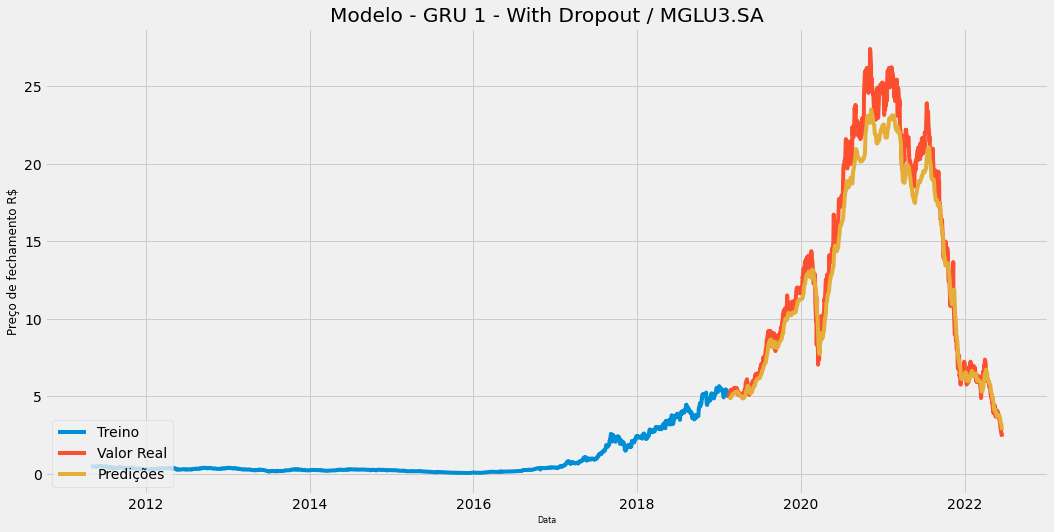 Modelo - GRU 1 - With Dropout / MGLU3.SA
Preço de fechamento R$
25
20
15
10
5
0
Treino
Valor Real
Predições
2012
2014
2016
2018
2020
2022
Data